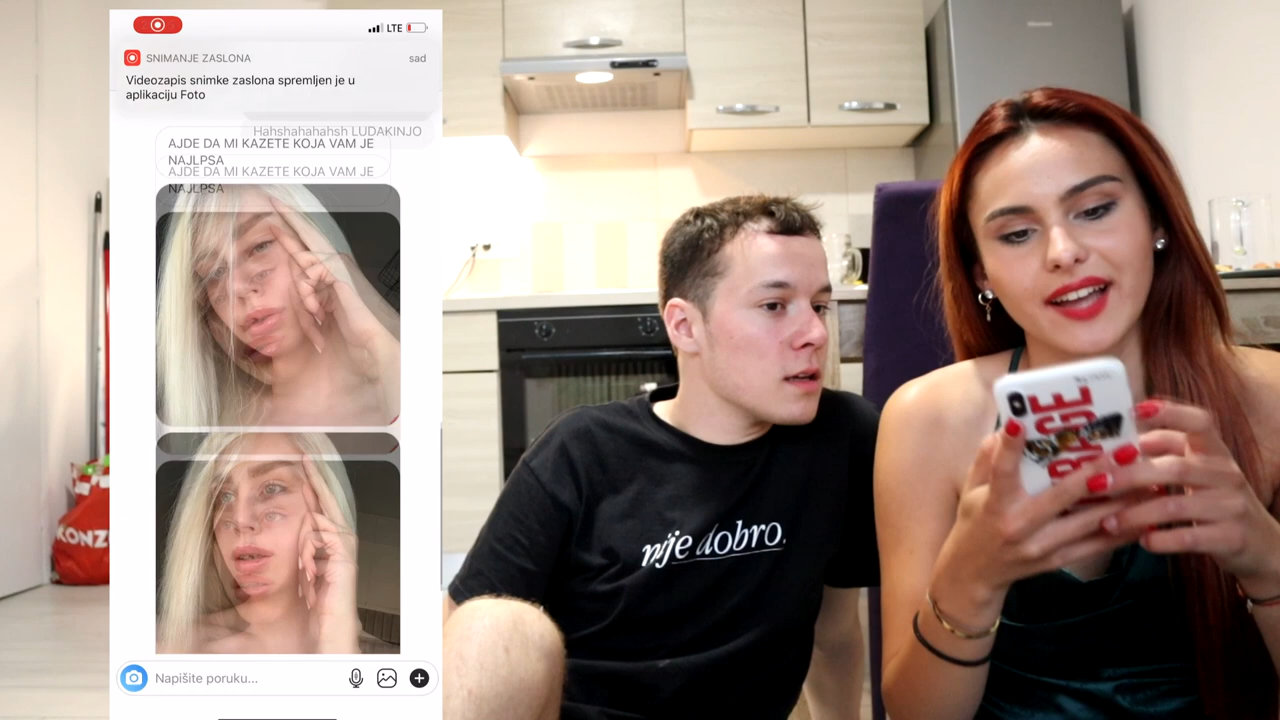 LTE
SNIMANJE ZASLONA
sad
Videozapis snimke zaslona spremljen je u
aplikaciju Foto
Hahshahahahsh LUDAKINJO
AJDE DA MI KAZETE KOJA VAM JE
NAJLPSA
AJDE DA MI KAZETE KOJA VAM JE
NAJLPSA
Napišite poruku...
KONZ
nije dobro.